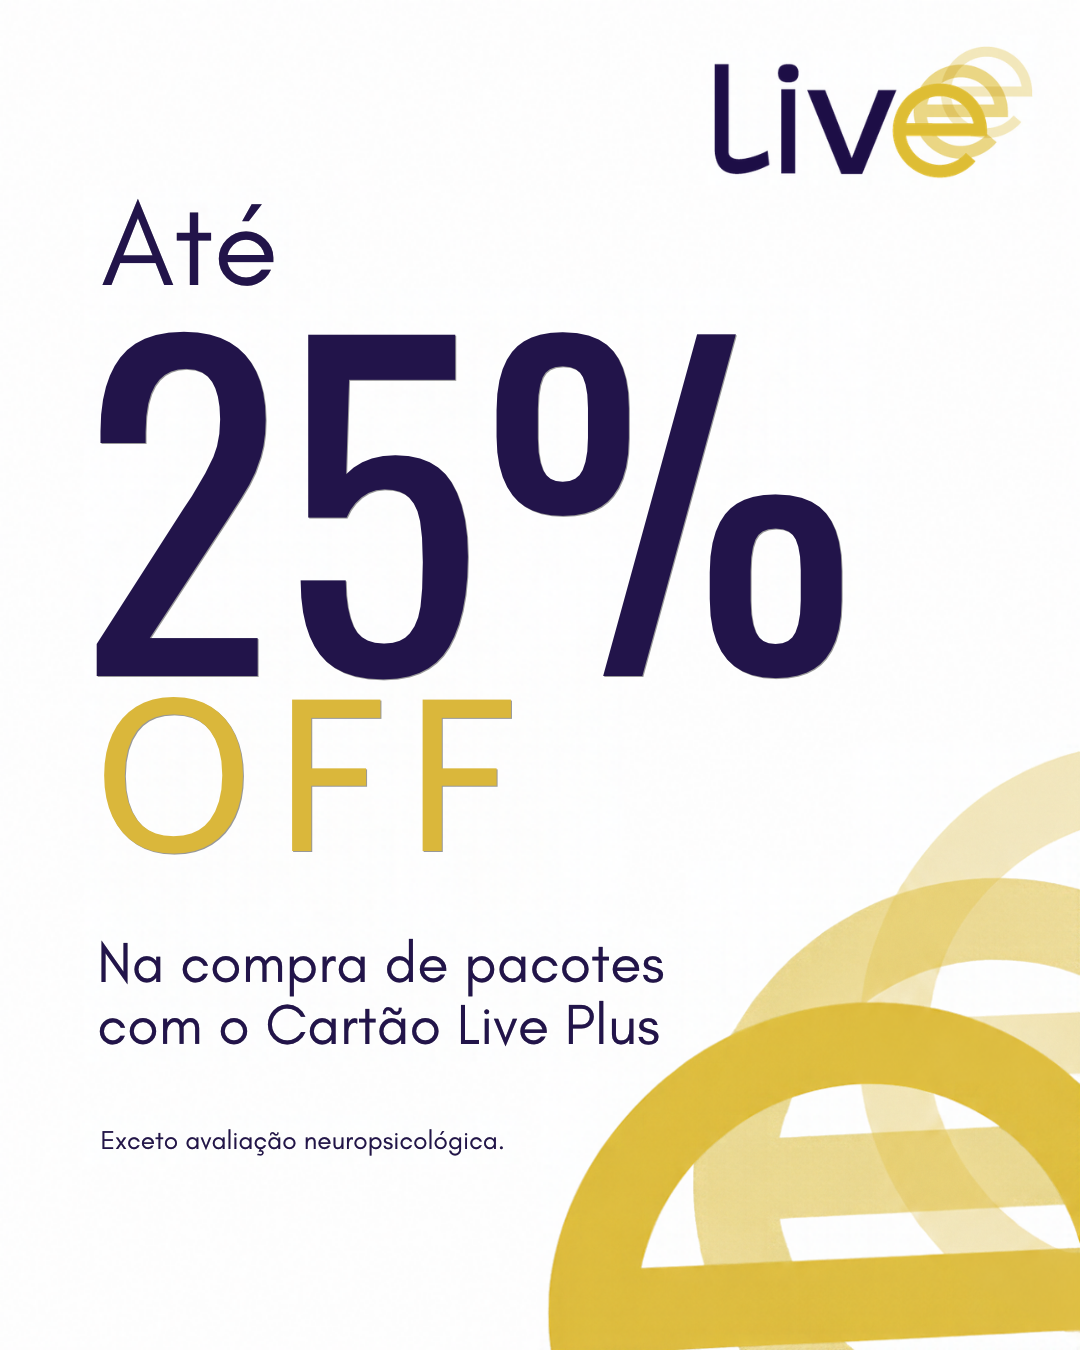 Live
Até
25%
OFF
Na compra de pacotes
com o Cartão Live Plus
Exceto avaliação neuropsicológica.